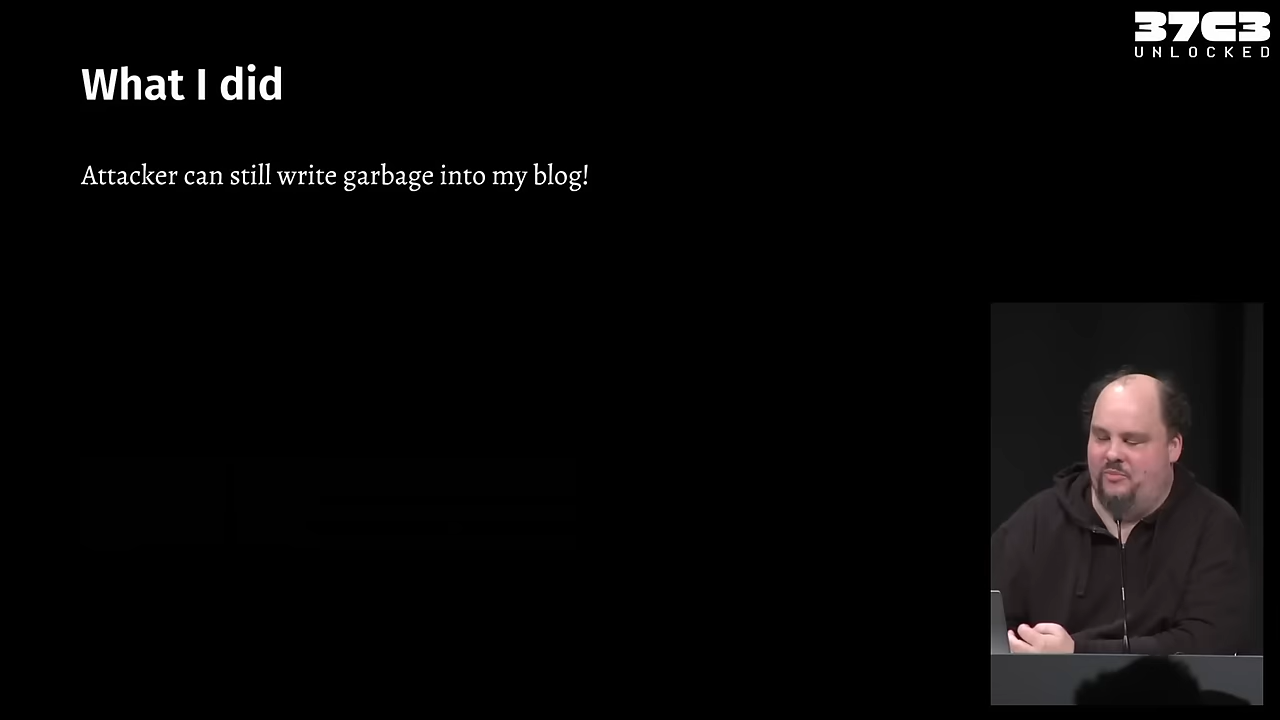 37C3
UNLOCKED
What I did
Attacker can still write garbage into my blog!